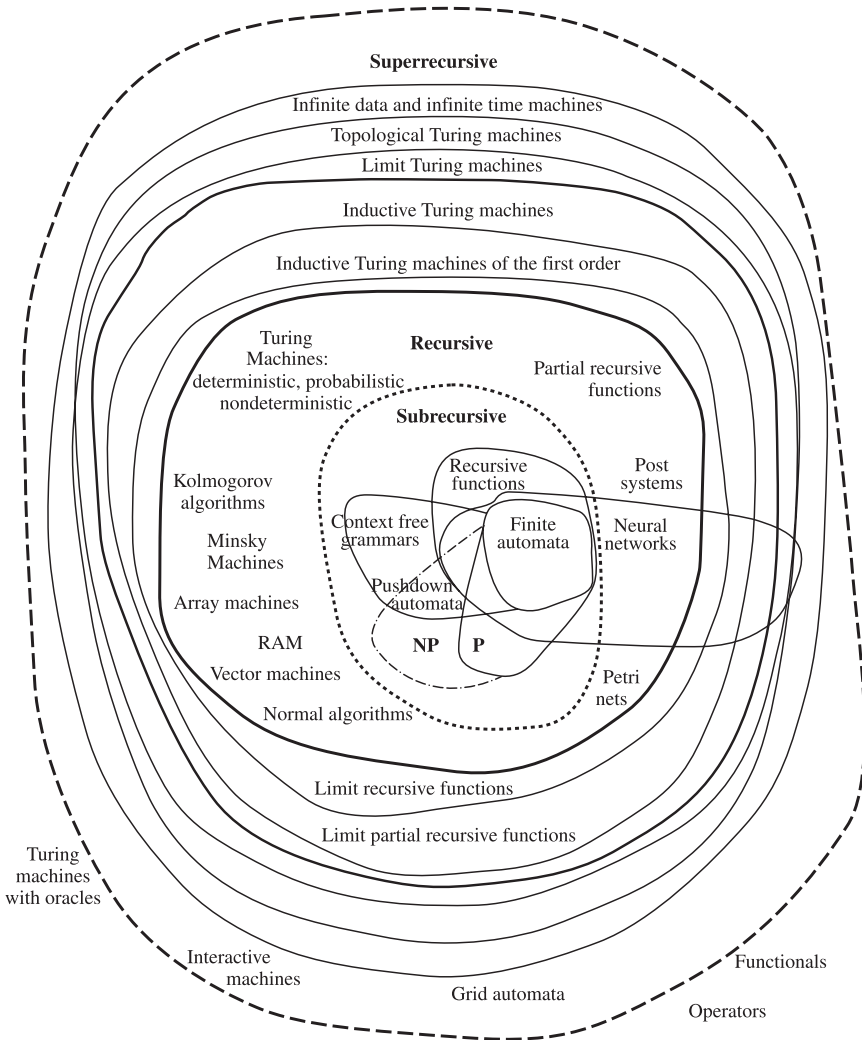 Superrecursive
Infinite data and infinite time machines
Topological Turing machines
Limit Turing machines
Inductive Turing machines
Inductive Turing machines of the first order
Turing
Machines:
deterministic, probabilistic
nondeterministic
Recursive
Partial recursive
functions
Subrecursive
Recursive
functions
Post
systems
Kolmogorov
algorithms
Context free
grammars
Finite
automata
Neural
networks
Minsky
Machines
Pushdown
automata
Array machines
RAM
NP
P
Vector machines
Petri
nets
Normal algorithms
Limit recursive functions
Limit partial recursive functions
Turing
machines
with oracles
Interactive
machines
Grid automata
Functionals
Operators